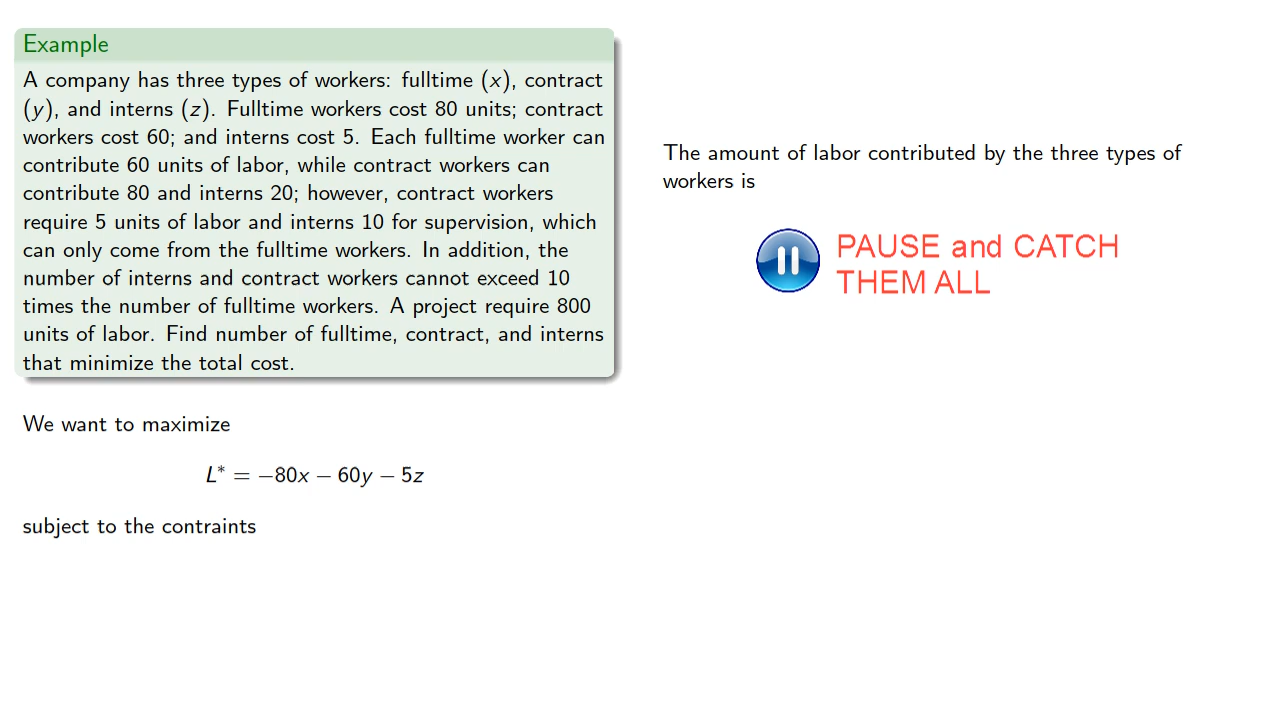 Example
A company has three types of workers: fulltime (x), contract
(y), and interns (z). Fulltime workers cost 80 units; contract
workers cost 60; and interns cost 5. Each fulltime worker can
contribute 60 units of labor, while contract workers can
contribute 80 and interns 20; however, contract workers
require 5 units of labor and interns 10 for supervision, which
can only come from the fulltime workers. In addition, the
number of interns and contract workers cannot exceed 10
times the number of fulltime workers. A project require 800
units of labor. Find number of fulltime, contract, and interns
that minimize the total cost.
We want to maximize
L* = −80x − 60y − 5z
subject to the contraints
The amount of labor contributed by the three types of
workers is
PAUSE and CATCH
THEM ALL